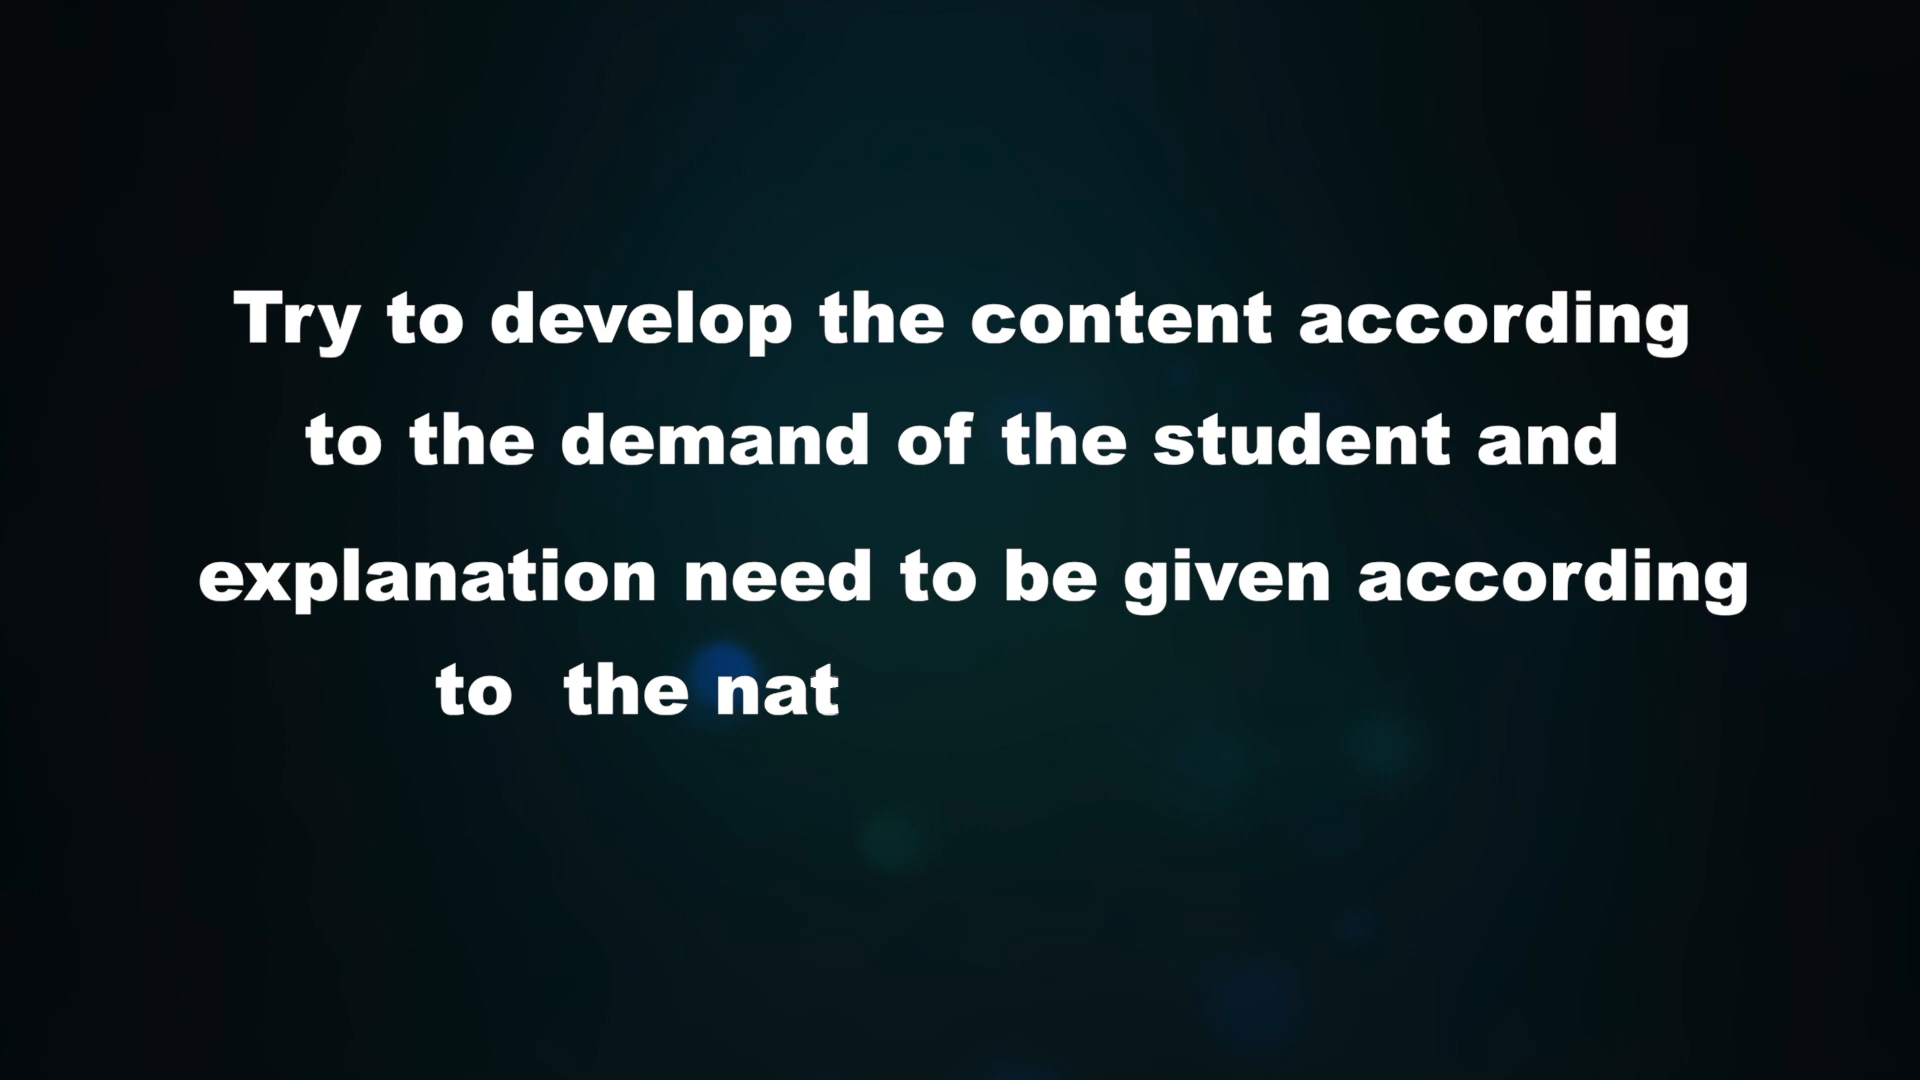 Try to develop the content according
to the demand of the student and
explanation need to be given according
to the nat